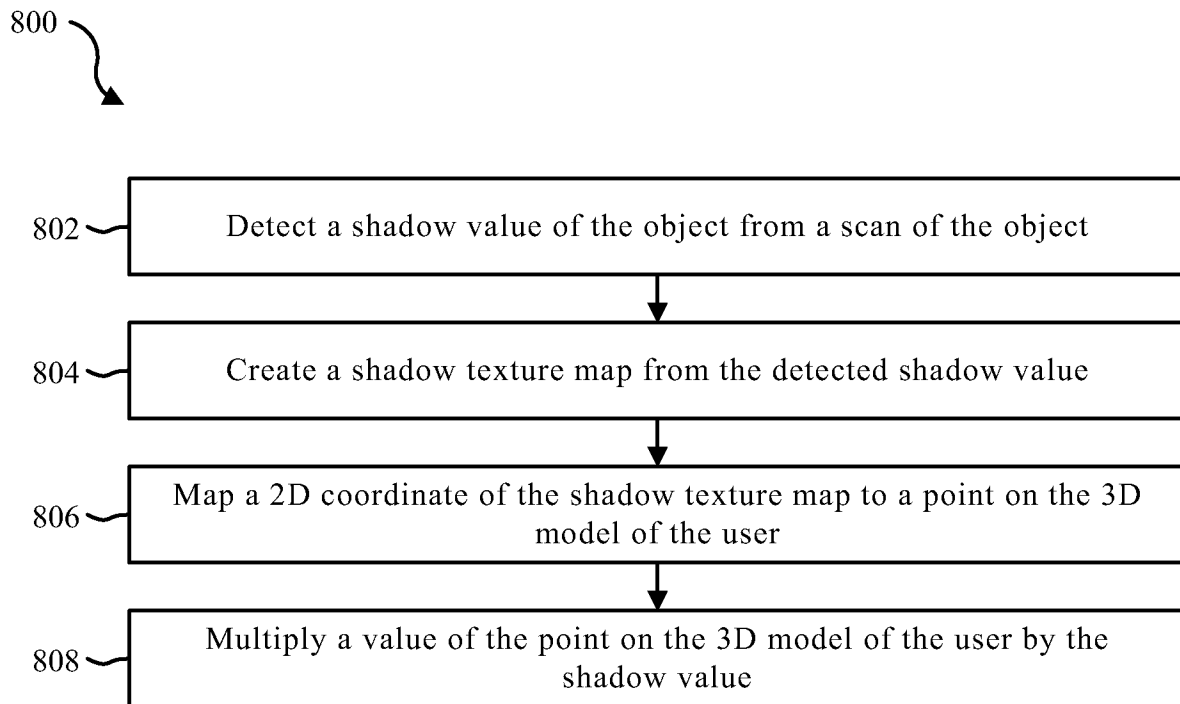 800
802
Detect a shadow value of the object from a scan of the object
804
Create a shadow texture map from the detected shadow value
806
Map a 2D coordinate of the shadow texture map to a point on the 3D
model of the user
808
Multiply a value of the point on the 3D model of the user by the
shadow value